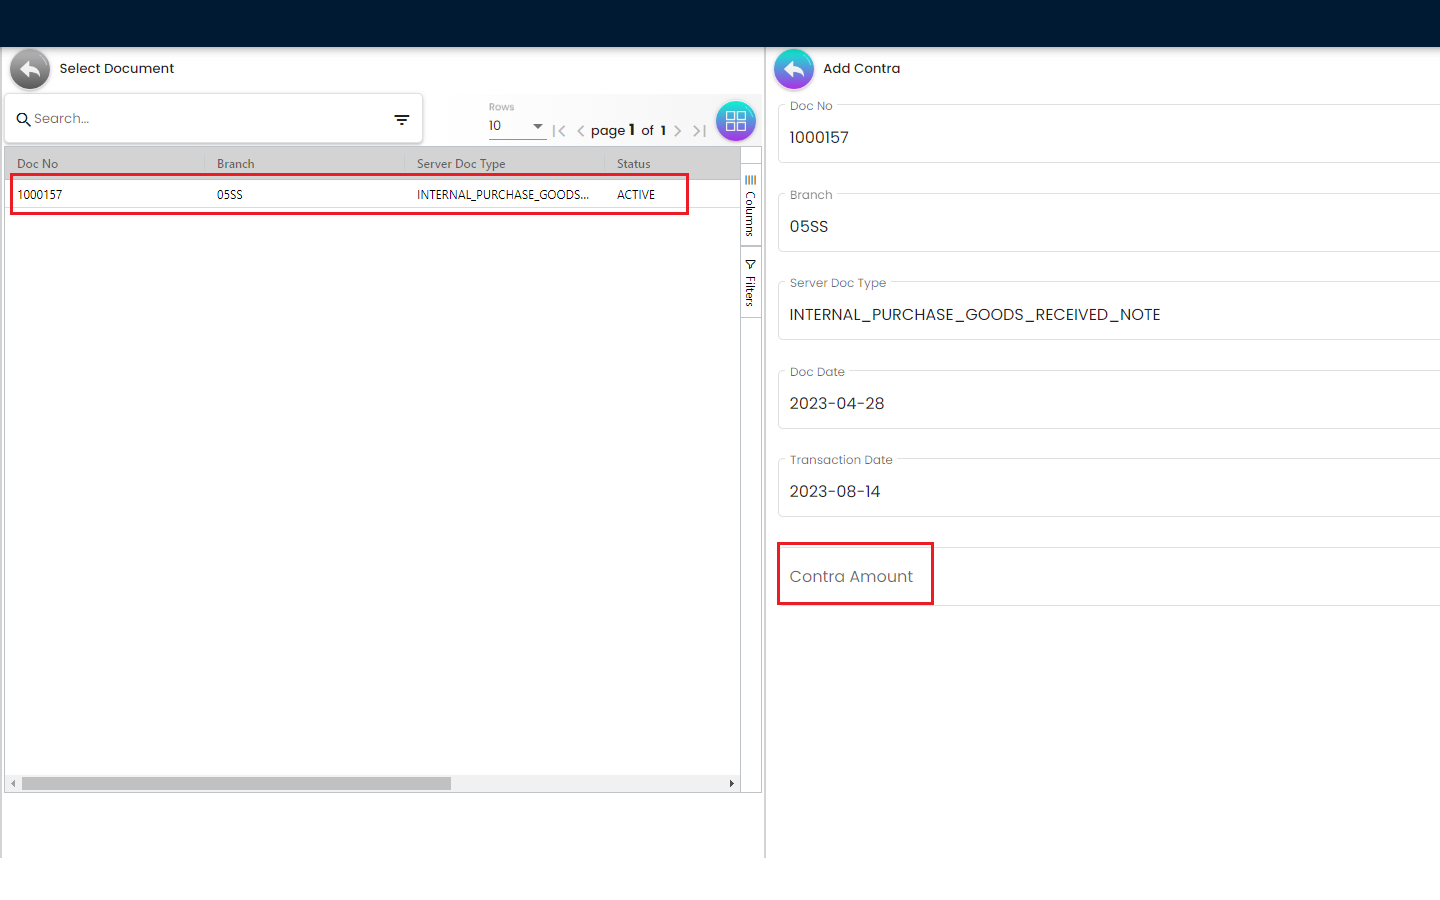 Select Document
Search...
Rows
10
page 1 of 1
Doc No Branch Server Doc Type Status
1000157 05SS INTERNAL_PURCHASE_GOODS... ACTIVE
Columns
Filters
Add Contra
Doc No
1000157
Branch
05SS
Server Doc Type
INTERNAL_PURCHASE_GOODS_RECEIVED_NOTE
Doc Date
2023-04-28
Transaction Date
2023-08-14
Contra Amount